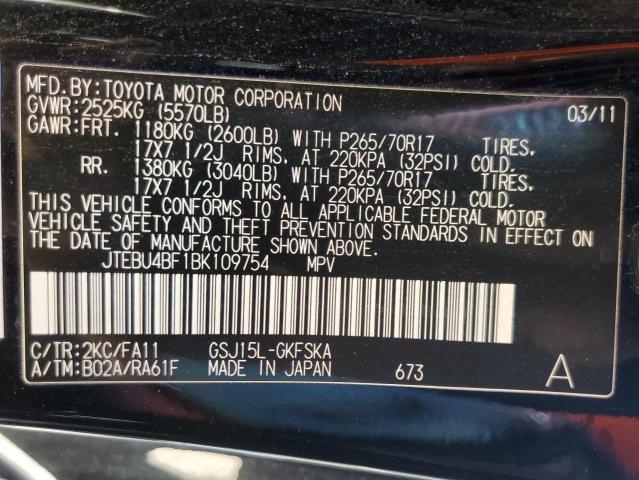 MFD.BY:TOYOTA MOTOR CORPORATION 03/11
GVWR:2525KG (5570LB)
GAWR:FRT. 1180KG (2600LB) WITH P265/70R17 TIRES,
17X7 1/2J RIMS, AT 220KPA (32PSI) COLD.
RR. 1380KG (3040LB) WITH P265/70R17 TIRES,
17X7 1/2J RIMS, AT 220KPA (32PSI) COLD.
THIS VEHICLE CONFORMS TO ALL APPLICABLE FEDERAL MOTOR
VEHICLE SAFETY AND THEFT PREVENTION STANDARDS IN EFFECT ON
THE DATE OF MANUFACTURE SHOWN ABOVE.
JTEBU4BF1BK109754 MPV
C/TR:2KC/FA11 GSJ15L-GKFSKA
A/TM:B02A/RA61F MADE IN JAPAN 673 A